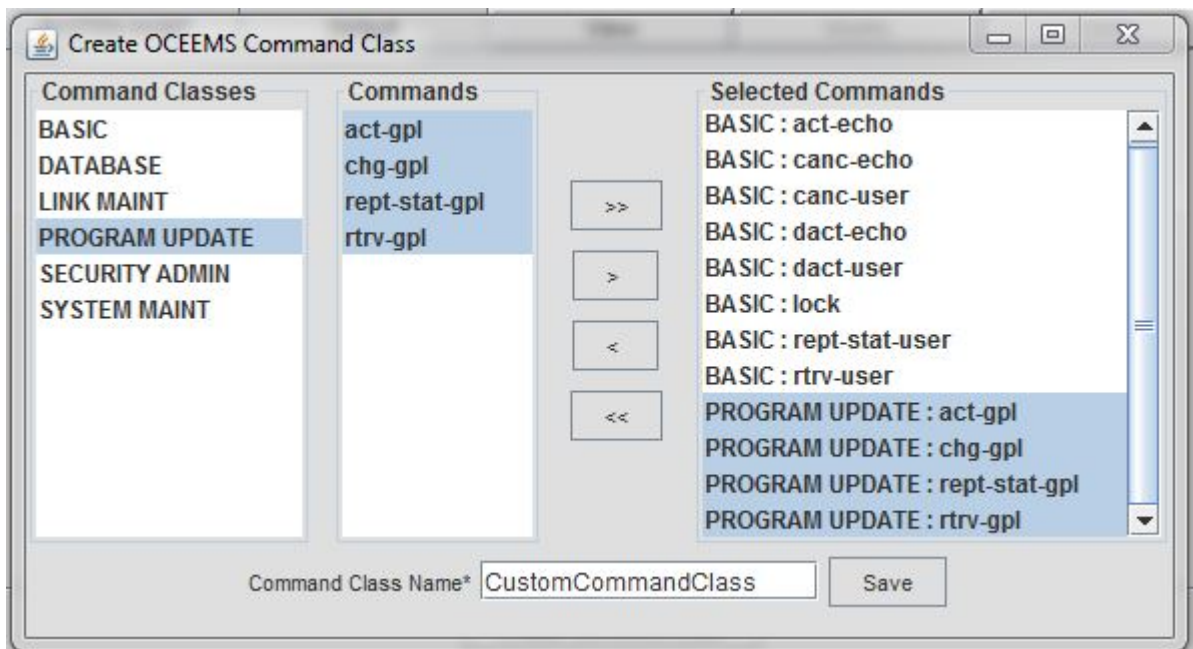 Create OCEEMS Command Class
Command Classes
BASIC
DATABASE
LINK MAINT
PROGRAM UPDATE
SECURITY ADMIN
SYSTEM MAINT
Commands
act-gpl
chg-gpl
rept-stat-gpl
rtrv-gpl
>>
>
<
<<
Selected Commands
BASIC : act-echo
BASIC : canc-echo
BASIC : canc-user
BASIC : dact-echo
BASIC : dact-user
BASIC : lock
BASIC : rept-stat-user
BASIC : rtrv-user
PROGRAM UPDATE : act-gpl
PROGRAM UPDATE : chg-gpl
PROGRAM UPDATE : rept-stat-gpl
PROGRAM UPDATE : rtrv-gpl
Command Class Name* CustomCommandClass Save